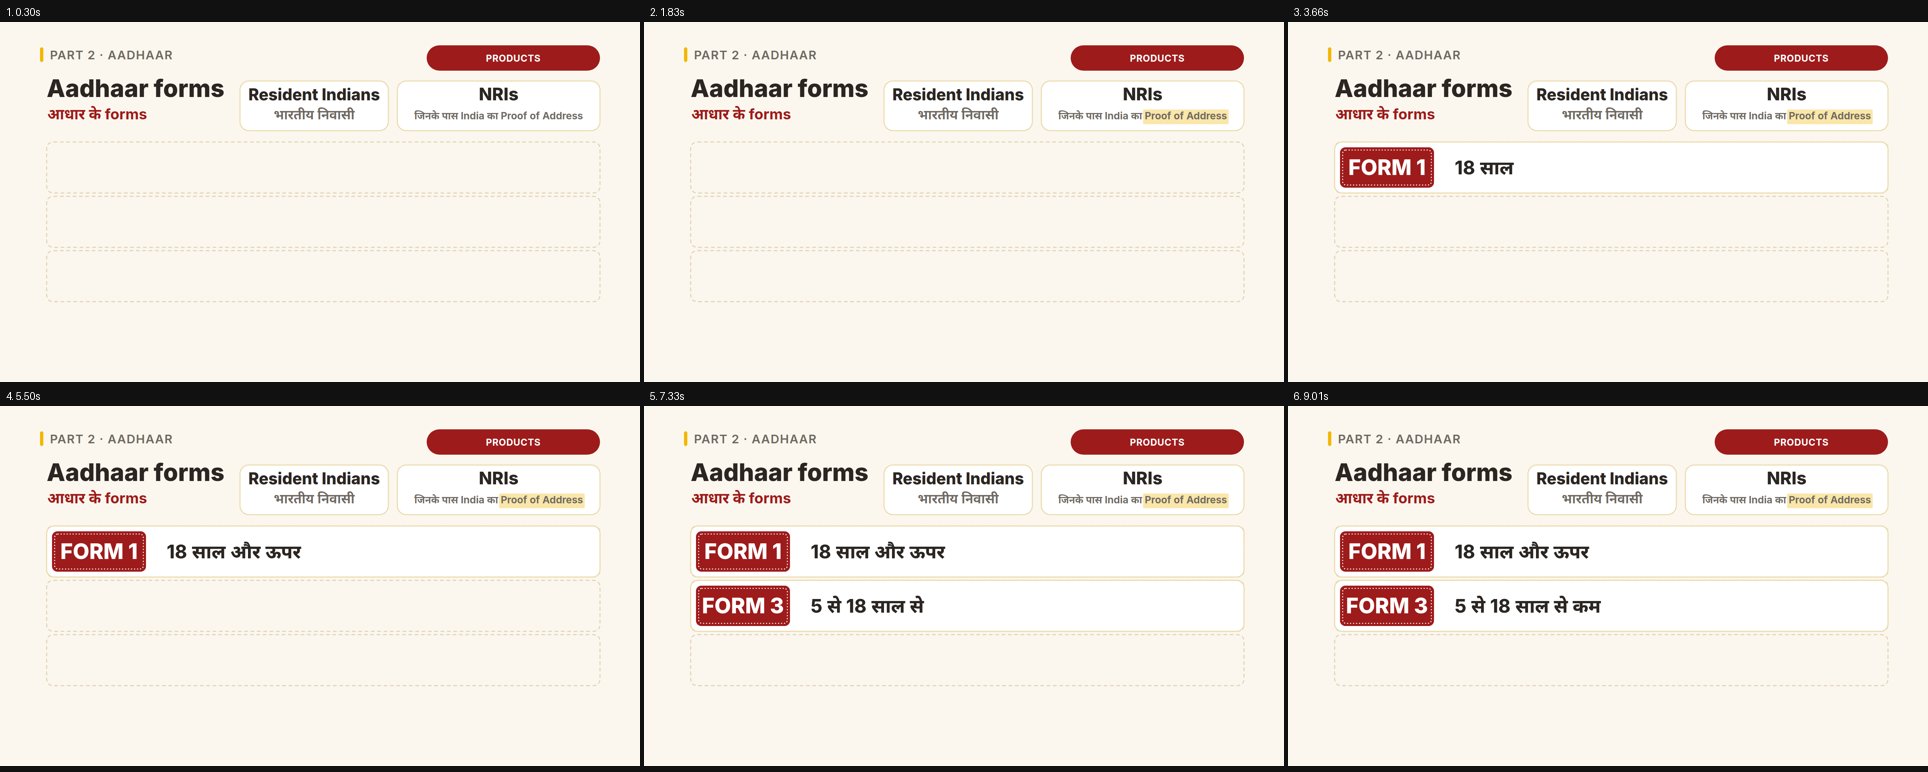 1. 0.30s
PART 2 · AADHAAR
PRODUCTS
Aadhaar forms
आधार के forms
Resident Indians
भारतीय निवासी
NRIs
जिनके पास India का Proof of Address
2. 1.83s
PART 2 · AADHAAR
PRODUCTS
Aadhaar forms
आधार के forms
Resident Indians
भारतीय निवासी
NRIs
जिनके पास India का Proof of Address
3. 3.66s
PART 2 · AADHAAR
PRODUCTS
Aadhaar forms
आधार के forms
Resident Indians
भारतीय निवासी
NRIs
जिनके पास India का Proof of Address
FORM 1 18 साल
4. 5.50s
PART 2 · AADHAAR
PRODUCTS
Aadhaar forms
आधार के forms
Resident Indians
भारतीय निवासी
NRIs
जिनके पास India का Proof of Address
FORM 1 18 साल और ऊपर
5. 7.33s
PART 2 · AADHAAR
PRODUCTS
Aadhaar forms
आधार के forms
Resident Indians
भारतीय निवासी
NRIs
जिनके पास India का Proof of Address
FORM 1 18 साल और ऊपर
FORM 3 5 से 18 साल से
6. 9.01s
PART 2 · AADHAAR
PRODUCTS
Aadhaar forms
आधार के forms
Resident Indians
भारतीय निवासी
NRIs
जिनके पास India का Proof of Address
FORM 1 18 साल और ऊपर
FORM 3 5 से 18 साल से कम